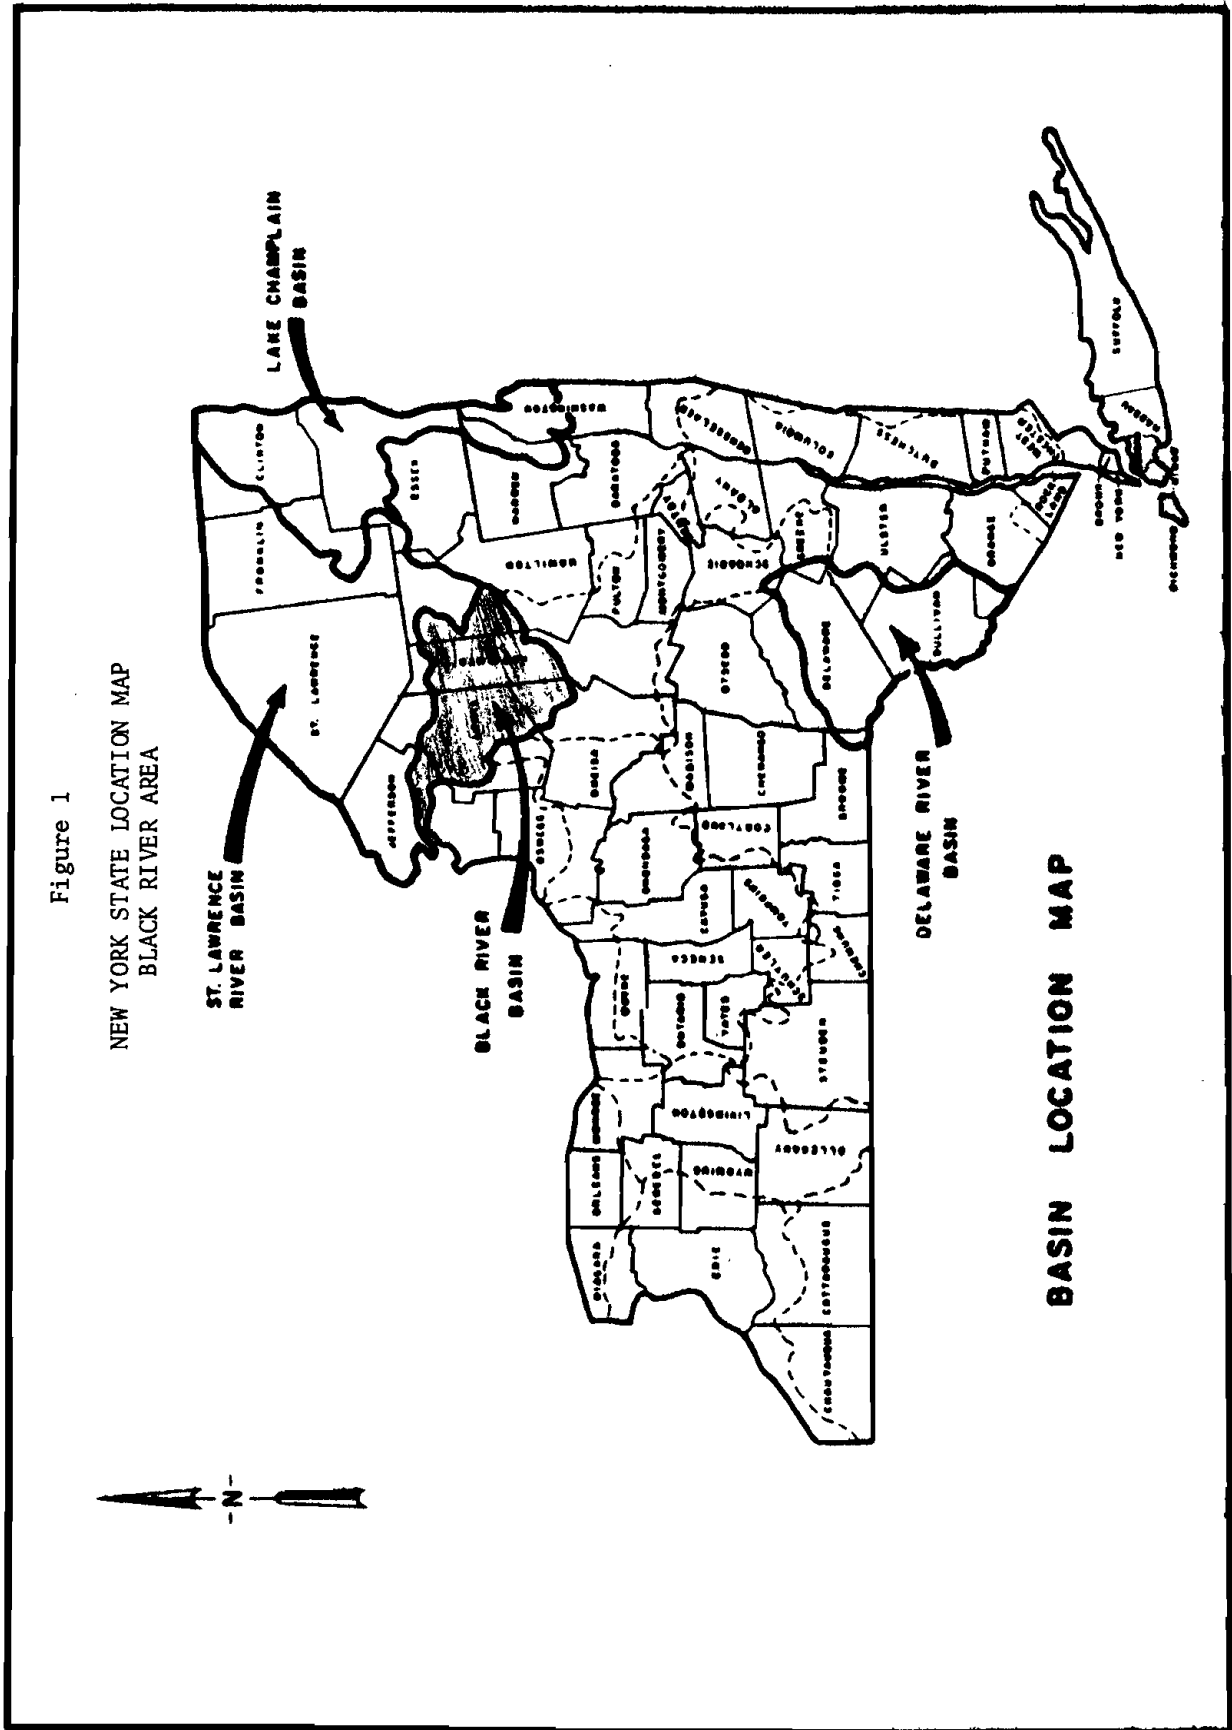 Figure 1
NEW YORK STATE LOCATION MAP
BLACK RIVER AREA
ST. LAWRENCE
RIVER BASIN
LAKE CHAMPLAIN
BASIN
BLACK RIVER
BASIN
DELAWARE RIVER
BASIN
-N-
CLINTON
FRANKLIN
ST. LAWRENCE
ESSEX
JEFFERSON
HAMILTON
WARREN
WASHINGTON
SARATOGA
FULTON
MONTGOMERY
ONEIDA
OSWEGO
NIAGARA
ORLEANS
MONROE
WAYNE
GENESEE
ERIE
WYOMING
LIVINGSTON
ONTARIO
YATES
SENECA
CAYUGA
ONONDAGA
MADISON
OTSEGO
ALBANY
RENSSELAER
COLUMBIA
GREENE
CHENANGO
CORTLAND
TOMPKINS
SCHUYLER
CHEMUNG
TIOGA
BROOME
DELAWARE
ULSTER
DUTCHESS
SULLIVAN
ORANGE
PUTNAM
ROCK
LAND
WEST
CHESTER
CHAUTAUQUA
CATTARAUGUS
ALLEGANY
STEUBEN
BRONX
NEW YORK
RICHMOND
NASSAU
SUFFOLK
BASIN LOCATION MAP